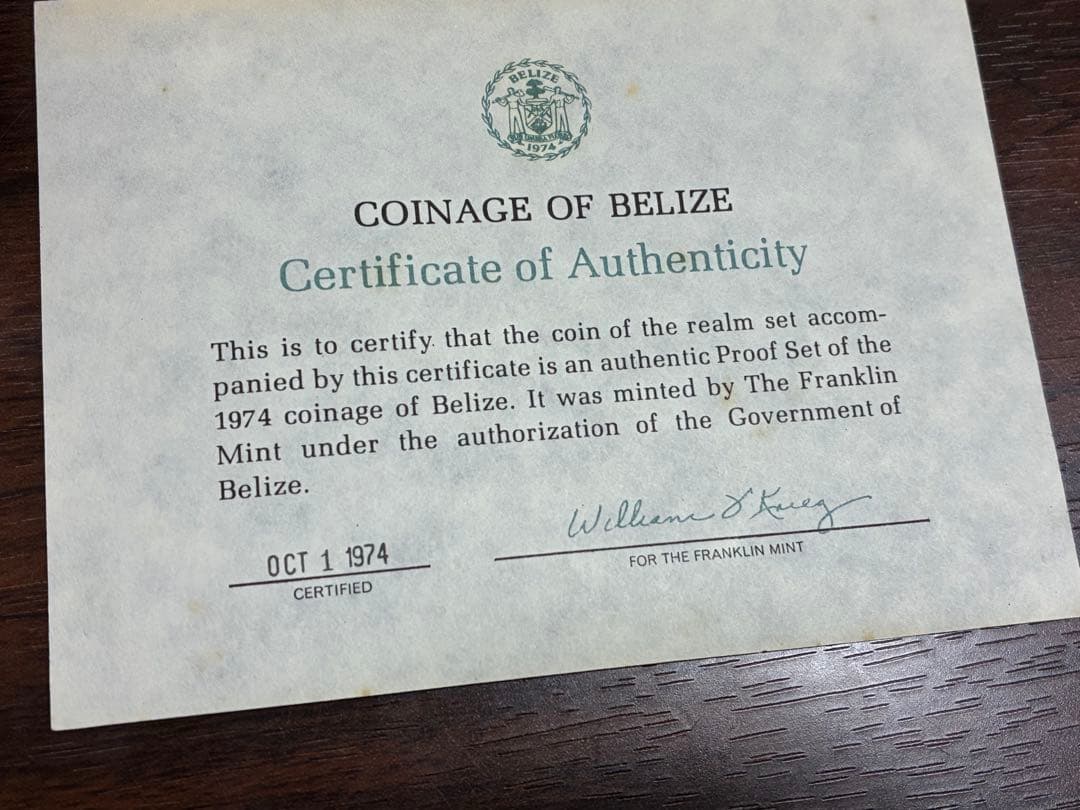 BELIZE
1974
COINAGE OF BELIZE
Certificate of Authenticity
This is to certify that the coin of the realm set accom-
panied by this certificate is an authentic Proof Set of the
1974 coinage of Belize. It was minted by The Franklin
Mint under the authorization of the Government of
Belize.
William J Krieg
OCT 1 1974
FOR THE FRANKLIN MINT
CERTIFIED